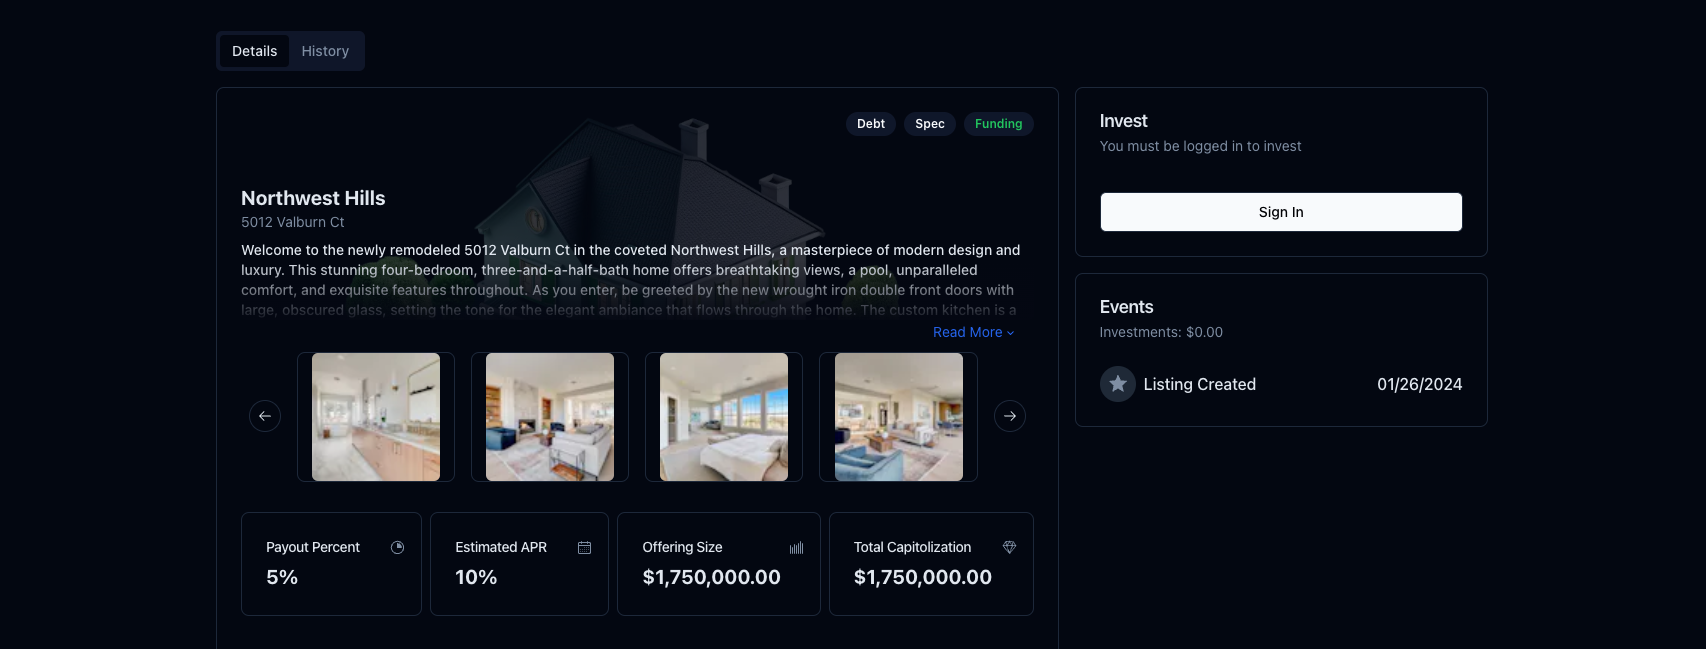 Details
History
Debt
Spec
Funding
Northwest Hills
5012 Valburn Ct
Welcome to the newly remodeled 5012 Valburn Ct in the coveted Northwest Hills, a masterpiece of modern design and
luxury. This stunning four-bedroom, three-and-a-half-bath home offers breathtaking views, a pool, unparalleled
comfort, and exquisite features throughout. As you enter, be greeted by the new wrought iron double front doors with
large, obscured glass, setting the tone for the elegant ambiance that flows through the home. The custom kitchen is a
Read More
Payout Percent
5%
Estimated APR
10%
Offering Size
$1,750,000.00
Total Capitolization
$1,750,000.00
Invest
You must be logged in to invest
Sign In
Events
Investments: $0.00
Listing Created
01/26/2024